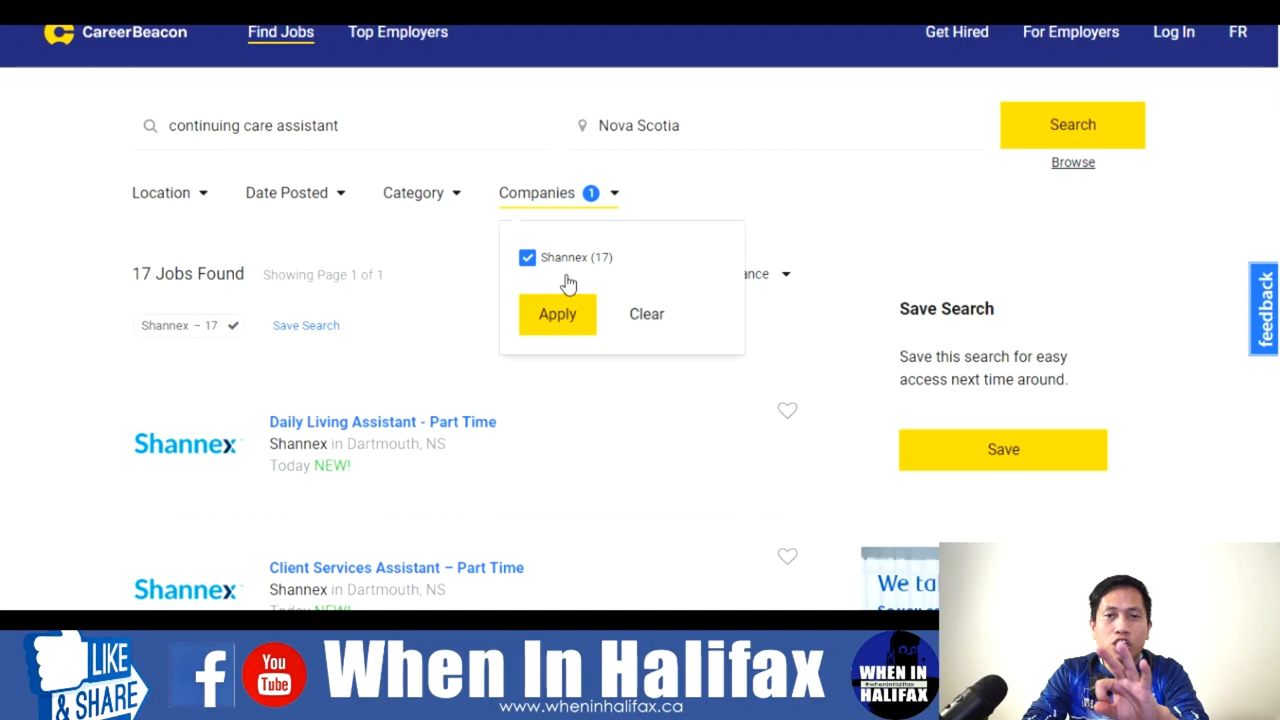 CareerBeacon
Find Jobs
Top Employers
Get Hired
For Employers
Log In
FR
continuing care assistant
Nova Scotia
Search
Browse
Location
Date Posted
Category
Companies 1
Shannex (17)
Apply
Clear
17 Jobs Found
Showing Page 1 of 1
Shannex – 17
Save Search
feedback
Save Search
Save this search for easy
access next time around.
Save
Shannex
Daily Living Assistant - Part Time
Shannex in Dartmouth, NS
Today NEW!
Shannex
Client Services Assistant – Part Time
Shannex in Dartmouth, NS
Today NEW!
We
LIKE
& SHARE
You
Tube
When In Halifax
www.wheninhalifax.ca
WHEN IN
#wheninHalifax
HALIFAX